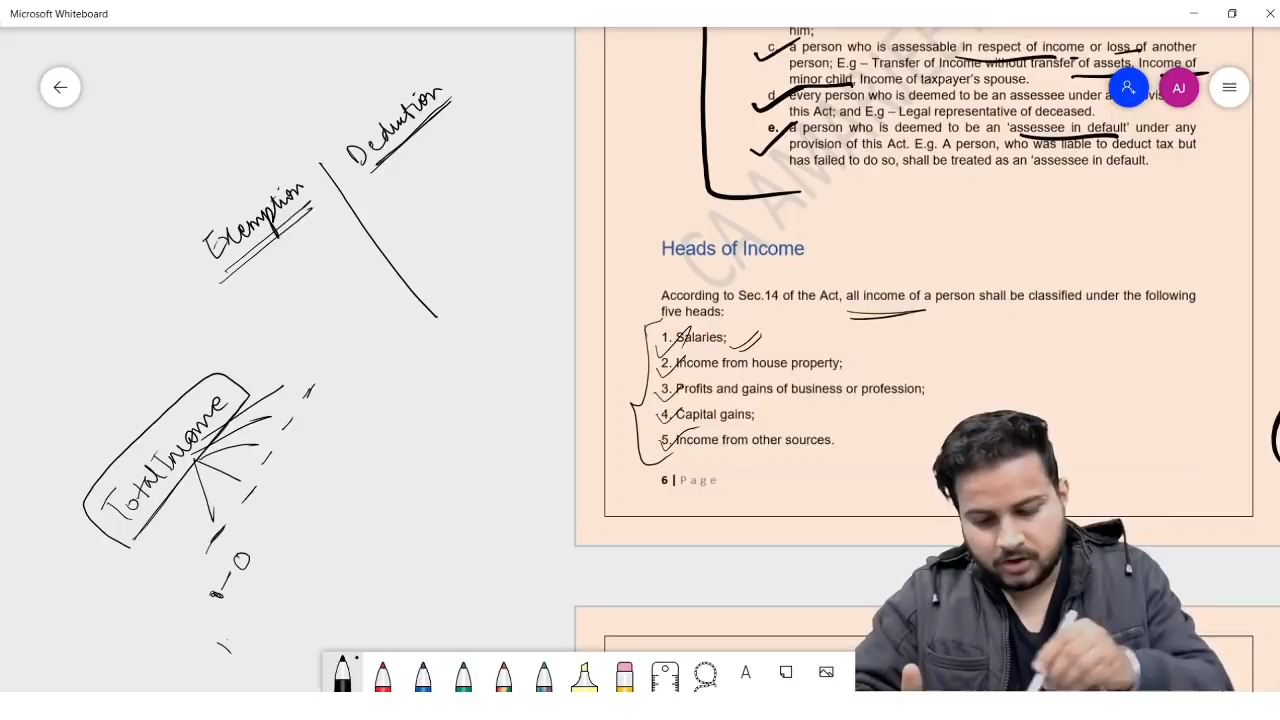 Microsoft Whiteboard
him;
c. a person who is assessable in respect of income or loss of another
person; E.g – Transfer of Income without transfer of assets, Income of
minor child, Income of taxpayer's spouse.
d. every person who is deemed to be an assessee under a
this Act; and E.g – Legal representative of deceased.
e. a person who is deemed to be an 'assessee in default' under any
provision of this Act. E.g. A person, who was liable to deduct tax but
has failed to do so, shall be treated as an 'assessee in default.
AJ
Deduction
Exemption
Heads of Income
According to Sec.14 of the Act, all income of a person shall be classified under the following
five heads:
1. Salaries;
2. Income from house property;
3. Profits and gains of business or profession;
4. Capital gains;
5. Income from other sources.
6 | Page
Total Income
A